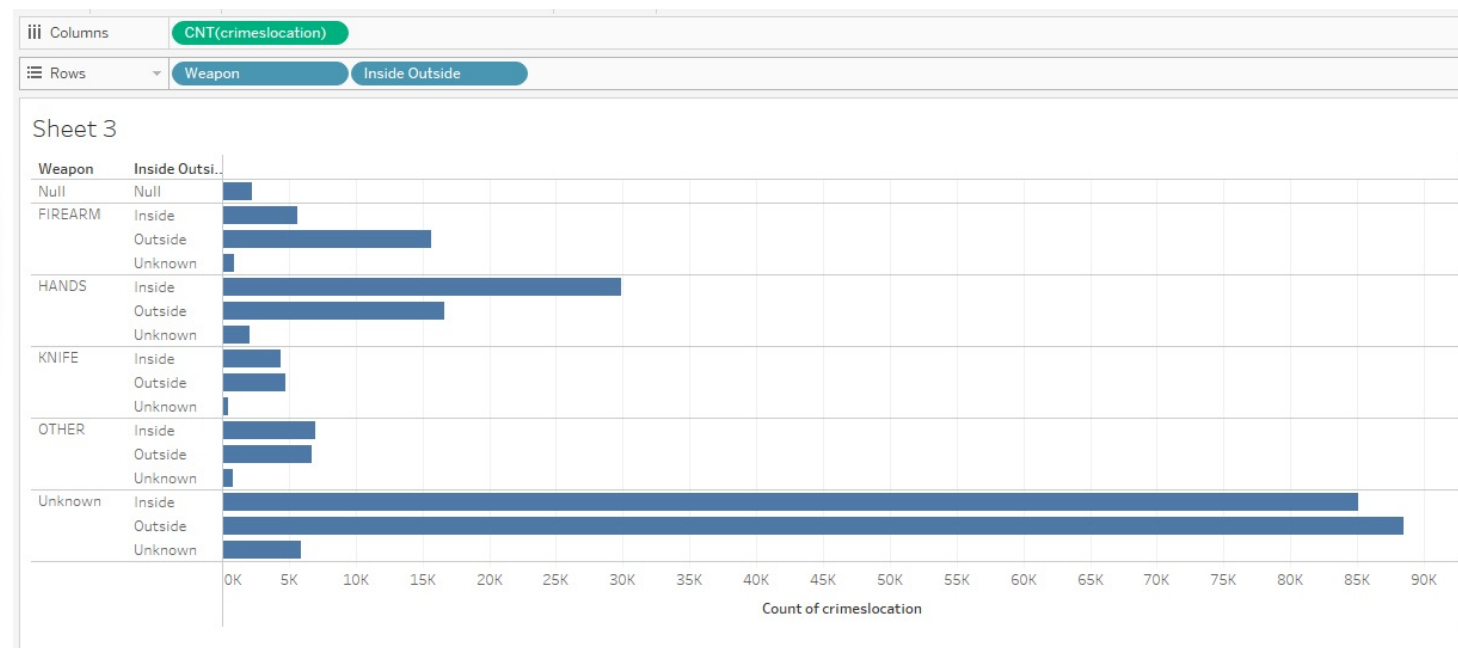 Columns CNT(crimeslocation)
Rows Weapon Inside Outside
Sheet 3
Weapon Inside Outsi..
Null Null
FIREARM Inside
Outside
Unknown
HANDS Inside
Outside
Unknown
KNIFE Inside
Outside
Unknown
OTHER Inside
Outside
Unknown
Unknown Inside
Outside
Unknown
0K 5K 10K 15K 20K 25K 30K 35K 40K 45K 50K 55K 60K 65K 70K 75K 80K 85K 90K
Count of crimeslocation